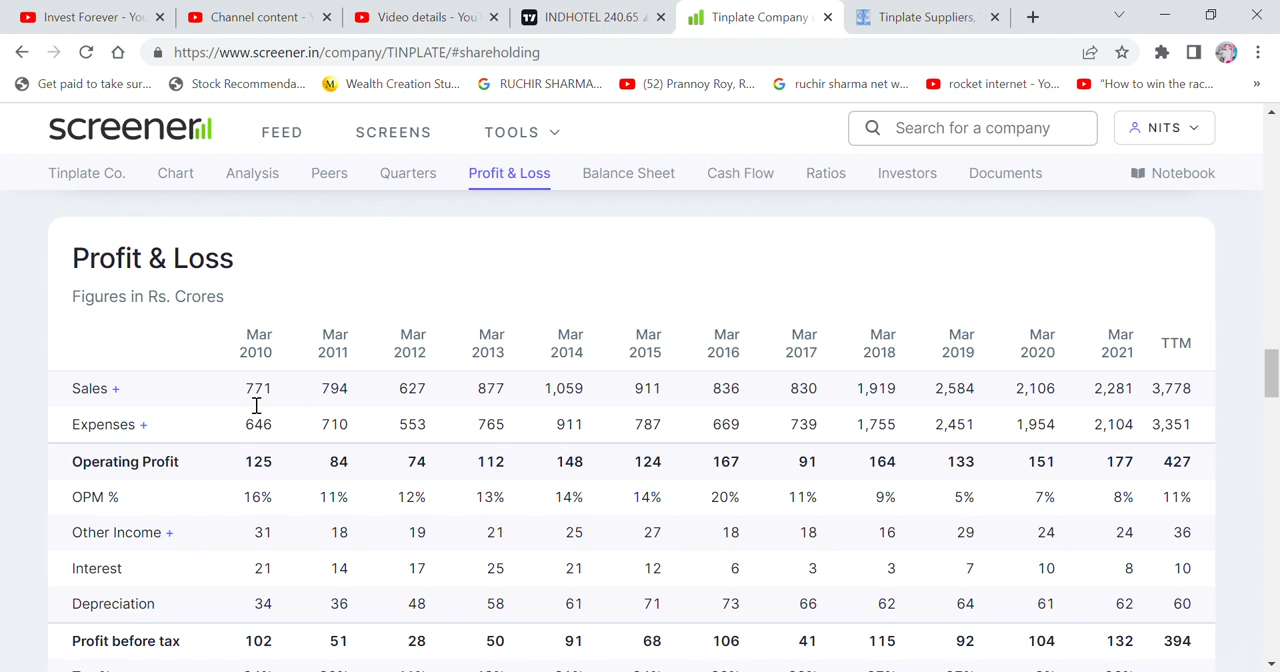 Invest Forever - You
Channel content - Y
Video details - YouT
INDHOTEL 240.65
Tinplate Company
Tinplate Suppliers,
https://www.screener.in/company/TINPLATE/#shareholding
Get paid to take sur...
Stock Recommenda...
Wealth Creation Stu...
RUCHIR SHARMA...
(52) Prannoy Roy, R...
ruchir sharma net w...
rocket internet - Yo...
"How to win the rac...
»
screener
FEED
SCREENS
TOOLS
Search for a company
NITS
Tinplate Co. Chart Analysis Peers Quarters Profit & Loss Balance Sheet Cash Flow Ratios Investors Documents Notebook
Profit & Loss
Figures in Rs. Crores
Mar 2010 Mar 2011 Mar 2012 Mar 2013 Mar 2014 Mar 2015 Mar 2016 Mar 2017 Mar 2018 Mar 2019 Mar 2020 Mar 2021 TTM
Sales + 771 794 627 877 1,059 911 836 830 1,919 2,584 2,106 2,281 3,778
Expenses + 646 710 553 765 911 787 669 739 1,755 2,451 1,954 2,104 3,351
Operating Profit 125 84 74 112 148 124 167 91 164 133 151 177 427
OPM % 16% 11% 12% 13% 14% 14% 20% 11% 9% 5% 7% 8% 11%
Other Income + 31 18 19 21 25 27 18 18 16 29 24 24 36
Interest 21 14 17 25 21 12 6 3 3 7 10 8 10
Depreciation 34 36 48 58 61 71 73 66 62 64 61 62 60
Profit before tax 102 51 28 50 91 68 106 41 115 92 104 132 394